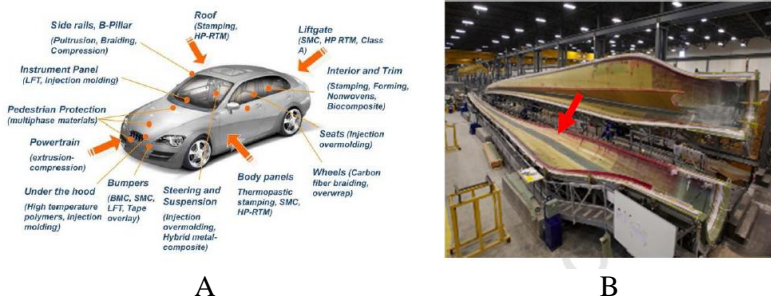 Side rails, B-Pillar
(Pultrusion, Braiding,
Compression)
Roof
(Stamping,
HP-RTM)
Liftgate
(SMC, HP RTM, Class
A)
Instrument Panel
(LFT, injection molding)
Interior and Trim
(Stamping, Forming,
Nonwovens,
Biocomposite)
Pedestrian Protection
(multiphase materials)
Powertrain
(extrusion-
compression)
Seats (Injection
overmolding)
Under the hood
(High temperature
polymers, injection
molding)
Bumpers
(BMC, SMC,
LFT, Tape
overlay)
Steering and
Suspension
(Injection
overmolding,
Hybrid metal-
composite)
Body panels
Thermopastic
stamping, SMC,
HP-RTM)
Wheels (Carbon
fiber braiding,
overwrap)
A
B